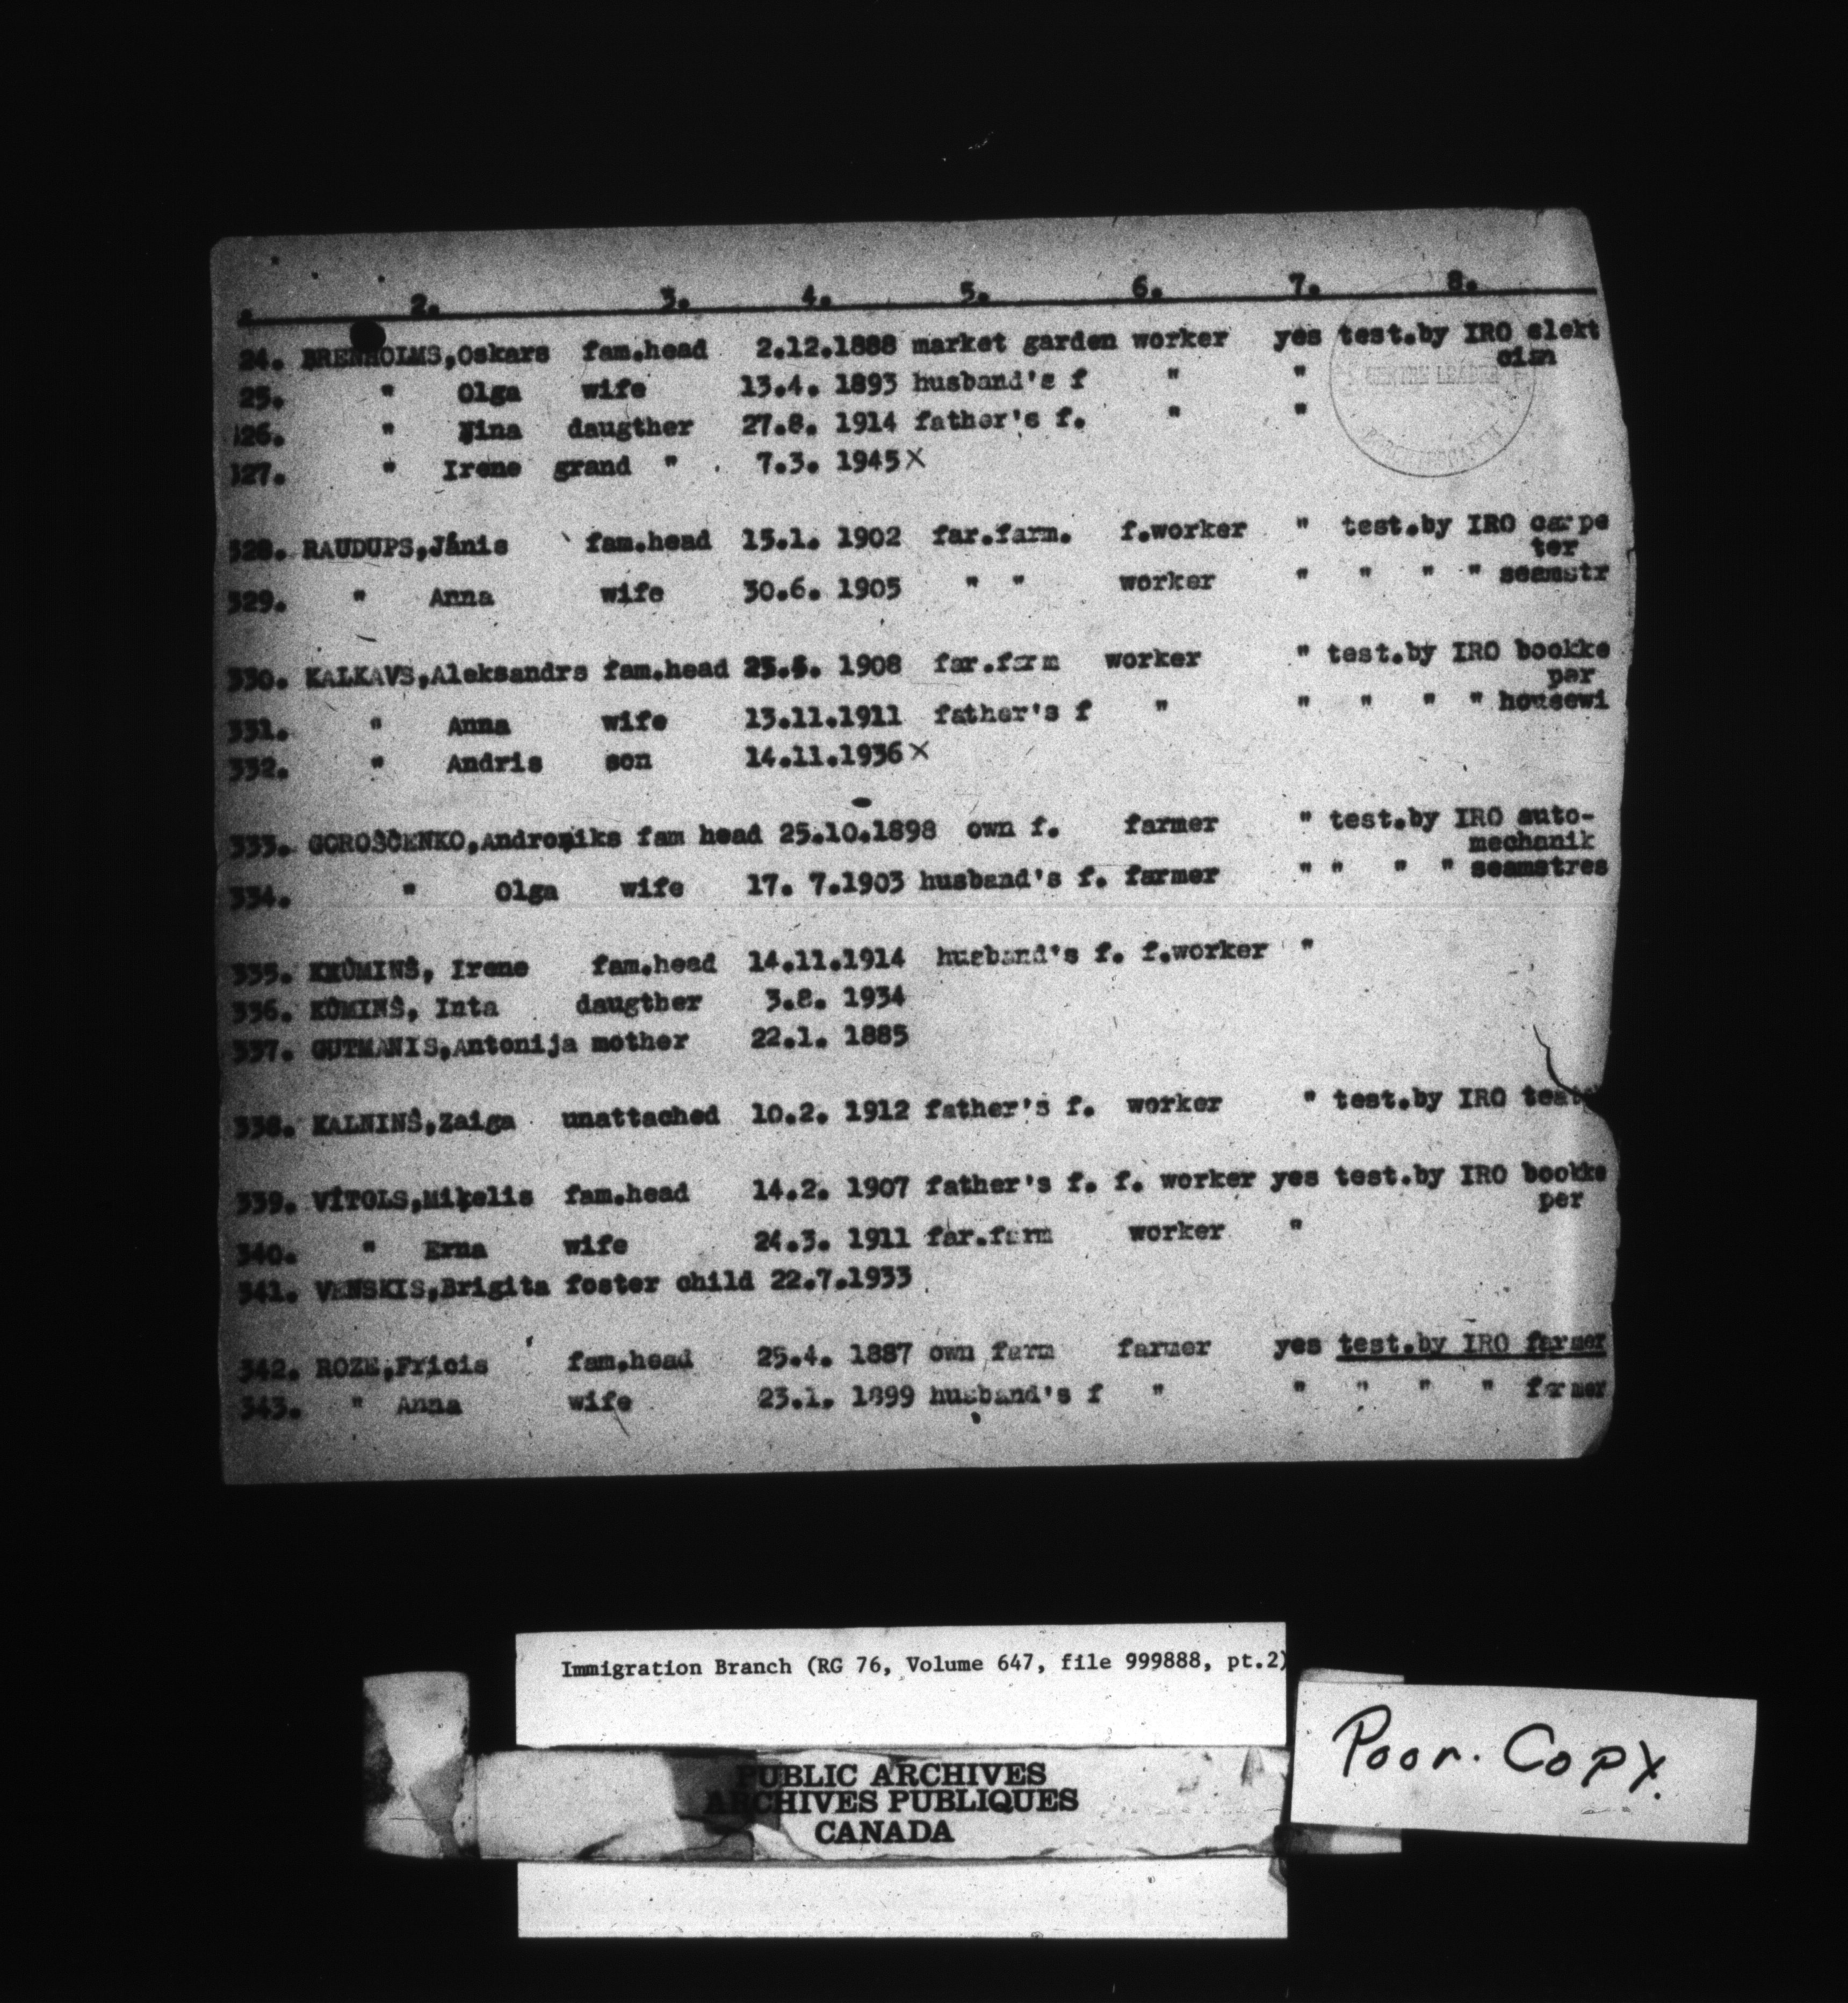 2. 3. 4. 5. 6. 7. 8.
24. BRENHOLMS,Oskars fam.head 2.12.1888 market garden worker yes test.by IRO elekt
cian
25. " Olga wife 13.4. 1893 husband's f " "
126. " Nina daugther 27.8. 1914 father's f. " "
327. " Irene grand " . 7.3. 1945 X
CENTRE LEADER
328. RAUDUPS,Jânis fam.head 15.1. 1902 far.farm. f.worker " test.by IRO carpe
ter
329. " Anna wife 30.6. 1905 " " worker " " " " seamstr
330. KALKAVS,Aleksandrs fam.head 1908 far.farm worker " test.by IRO bookke
per
331. " Anna wife 13.11.1911 father's f " " " " " housewi
332. " Andris son 14.11.1936 X
333. GOROŠČENKO,Androņiks fam head 25.10.1898 own f. farmer " test.by IRO auto-
mechanik
334. " Olga wife 17. 7.1903 husband's f. farmer " " " " seamstres
335. KRŪMIŅŠ, Irene fam.head 14.11.1914 husband's f. f.worker "
336. KŪMIŅŠ, Inta daugther 3.8. 1934
337. GUTMANIS,Antonija mother 22.1. 1885
338. KALNINŠ,Zaiga unattached 10.2. 1912 father's f. worker " test.by IRO
339. VÎTOLS,Miķelis fam.head 14.2. 1907 father's f. f. worker yes test.by IRO bookke
per
340. " Erna wife 24.3. 1911 far.farm worker "
341. VENSKIS,Brigita foster child 22.7.1933
342. ROZE,Fricis fam.head 25.4. 1887 own farm farmer yes test.by IRO farmer
343. " Anna wife 23.1. 1899 husband's f " " " " " farmer
Immigration Branch (RG 76, Volume 647, file 999888, pt.2)
PUBLIC ARCHIVES
ARCHIVES PUBLIQUES
CANADA
Poor. Copy.